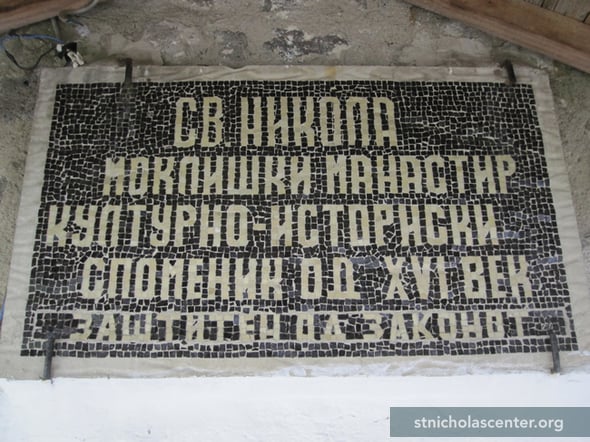 СВ. НИКОЛА
МОКЛИШКИ МАНАСТИР
КУЛТУРНО-ИСТОРИСКИ
СПОМЕНИК ОД XVI ВЕК
ЗАШТИТЕН ОД ЗАКОНОТ
stnicholascenter.org